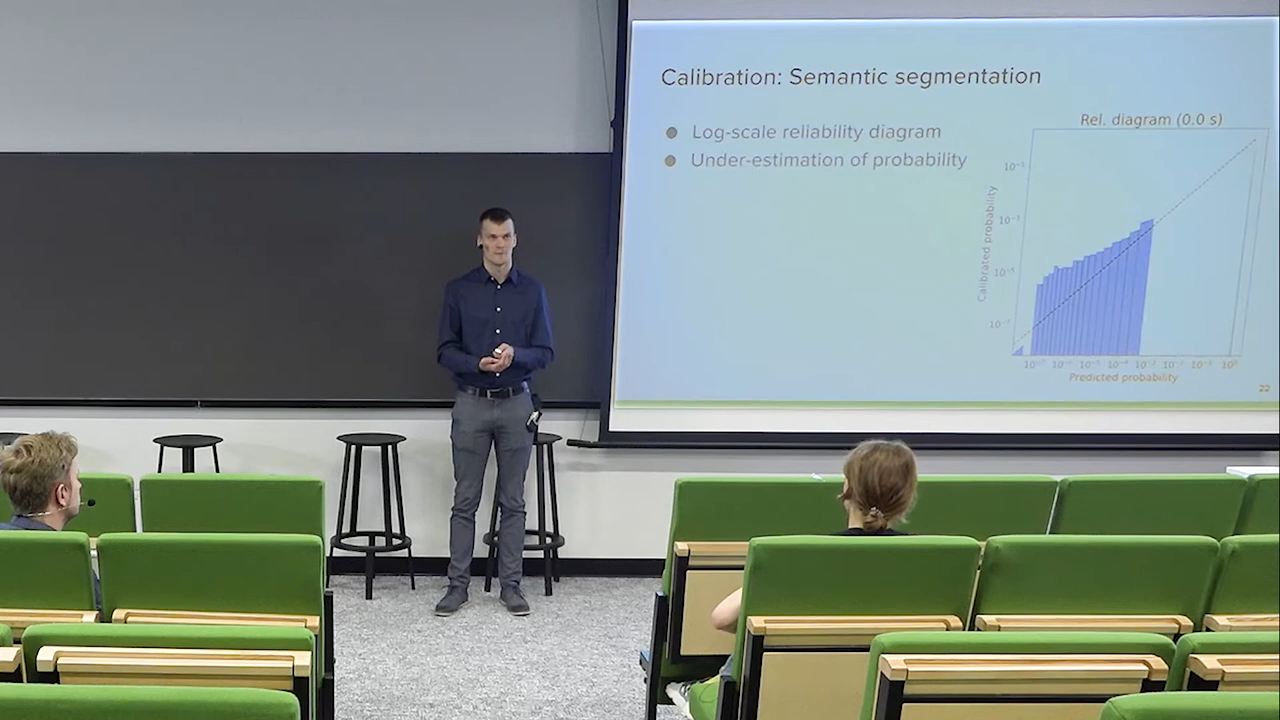 Calibration: Semantic segmentation
Log-scale reliability diagram
Under-estimation of probability
Rel. diagram (0.0 s)
Calibrated probability
Predicted probability
22